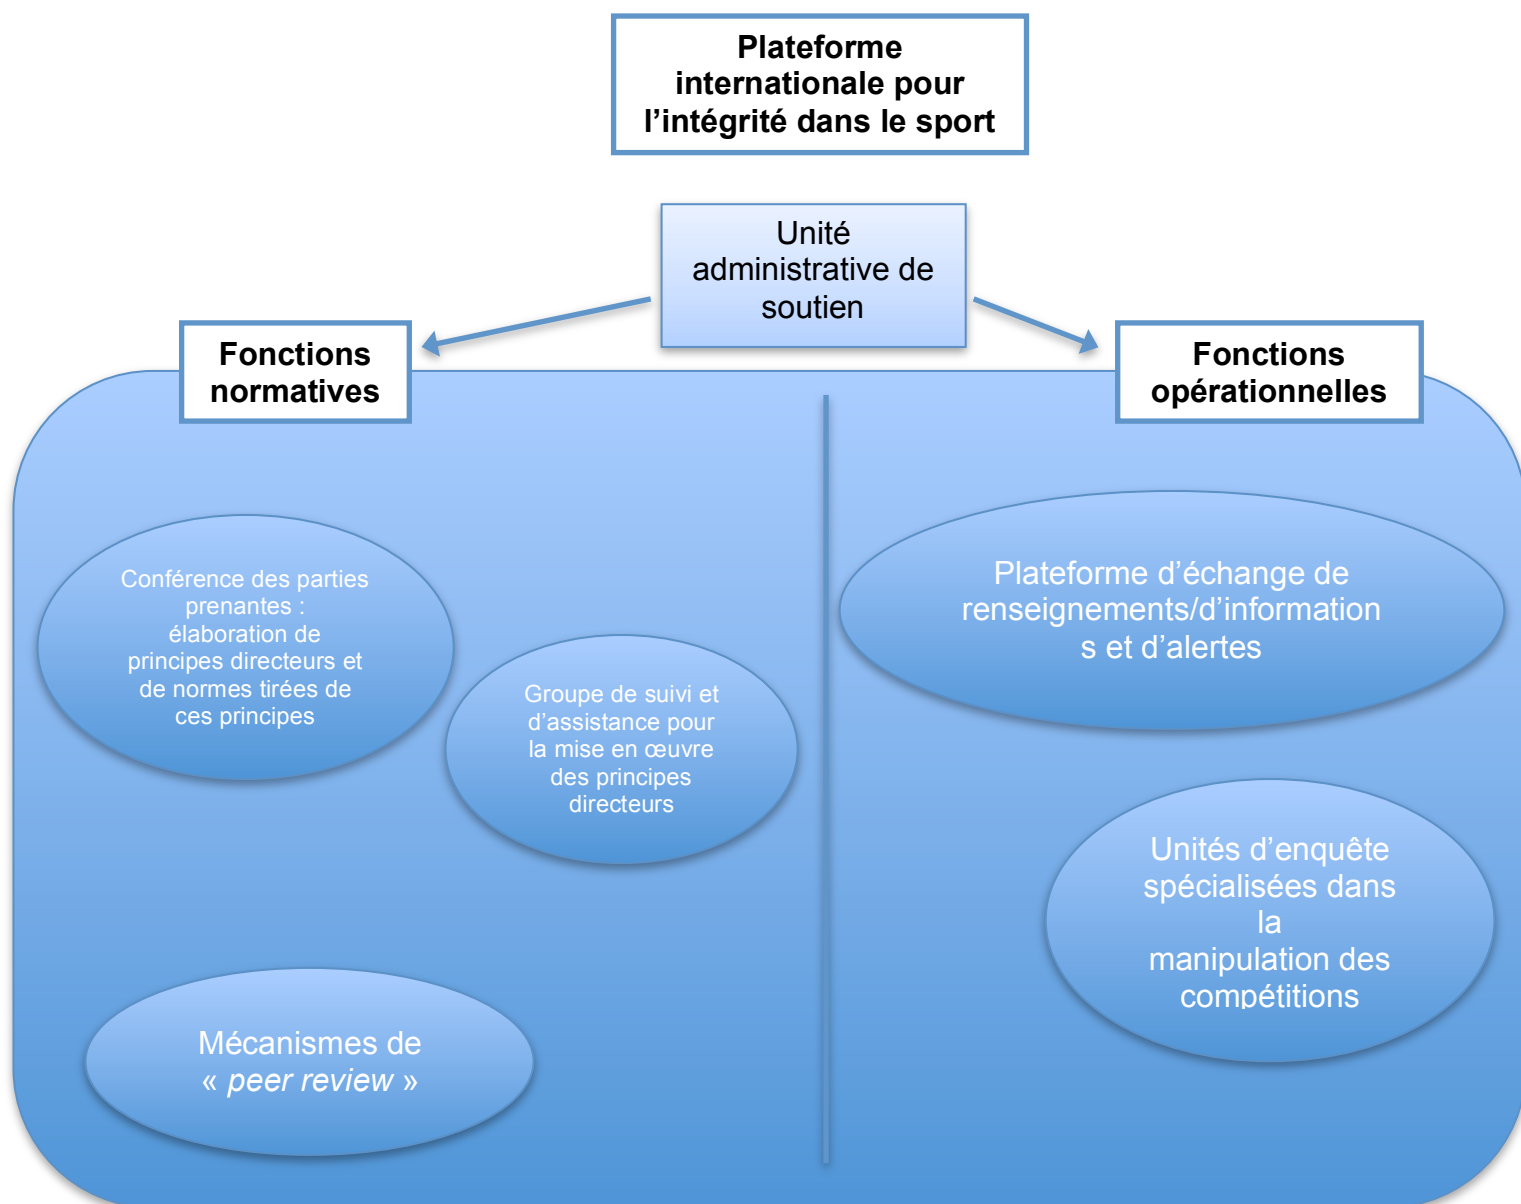 Plateforme
internationale pour
l’intégrité dans le sport
Unité
administrative de
soutien
Fonctions
normatives
Fonctions
opérationnelles
Conférence des parties
prenantes :
élaboration de
principes directeurs et
de normes tirées de
ces principes
Groupe de suivi et
d’assistance pour
la mise en œuvre
des principes
directeurs
Mécanismes de
« peer review »
Plateforme d’échange de
renseignements/d’information
s et d’alertes
Unités d’enquête
spécialisées dans
la
manipulation des
compétitions